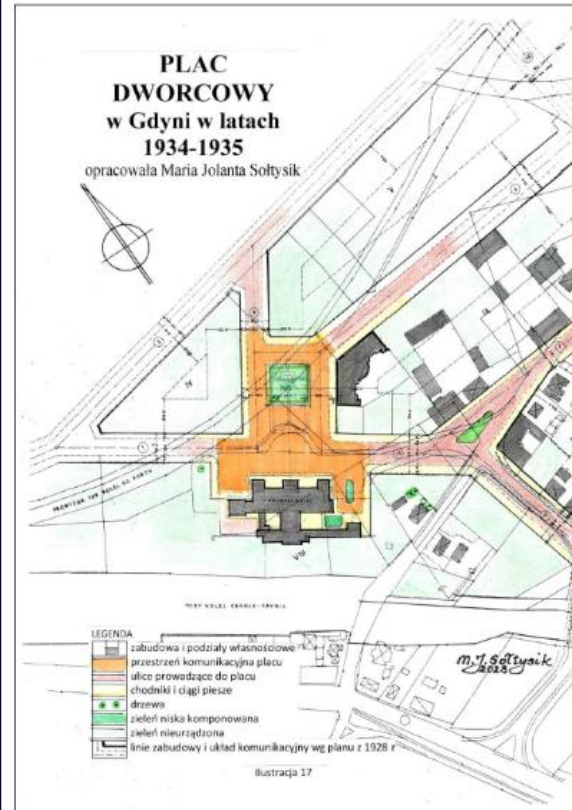 PLAC
DWORCOWY
w Gdyni w latach
1934-1935
opracowała Maria Jolanta Sołtysik
VIII
LEGENDA
zabudowa i podziały własnościowe
przestrzeń komunikacyjna placu
ulice prowadzące do placu
chodniki i ciągi piesze
drzewa
zieleń niska komponowana
zieleń nieurządzona
linie zabudowy i układ komunikacyjny wg planu z 1928 r
M.J. Sołtysik
2023
Ilustracja 17